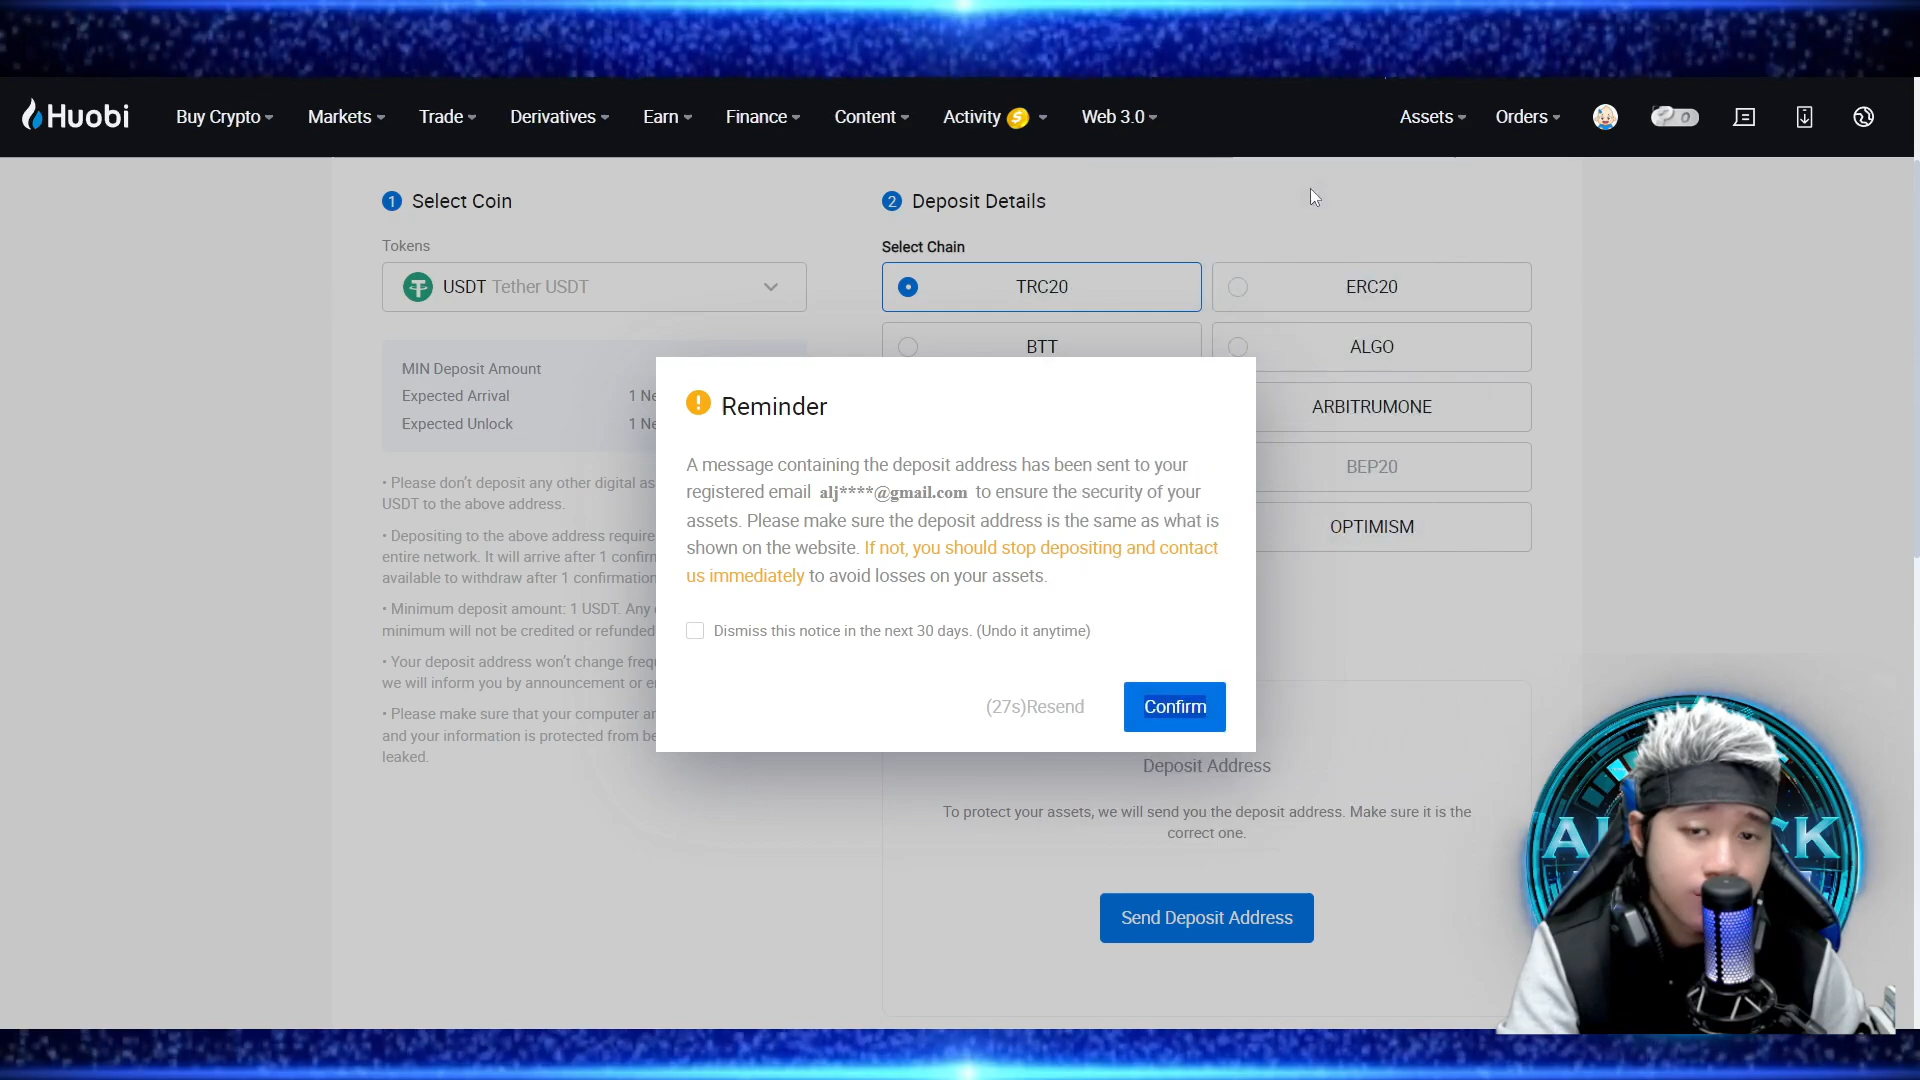 Huobi
Buy Crypto
Markets
Trade
Derivatives
Earn
Finance
Content
Activity
Web 3.0
Assets
Orders
0
1 Select Coin
Tokens
USDT Tether USDT
MIN Deposit Amount
Expected Arrival 1 Ne
Expected Unlock 1 Ne
• Please don't deposit any other digital as
USDT to the above address.
• Depositing to the above address require
entire network. It will arrive after 1 confirm
available to withdraw after 1 confirmation
• Minimum deposit amount: 1 USDT. Any
minimum will not be credited or refunded
• Your deposit address won't change frequ
we will inform you by announcement or e
• Please make sure that your computer an
and your information is protected from be
leaked.
2 Deposit Details
Select Chain
TRC20
ERC20
BTT
ALGO
ARBITRUMONE
BEP20
OPTIMISM
Reminder
A message containing the deposit address has been sent to your
registered email alj****@gmail.com to ensure the security of your
assets. Please make sure the deposit address is the same as what is
shown on the website. If not, you should stop depositing and contact
us immediately to avoid losses on your assets.
Dismiss this notice in the next 30 days. (Undo it anytime)
(27s)Resend
Confirm
Deposit Address
To protect your assets, we will send you the deposit address. Make sure it is the
correct one.
Send Deposit Address